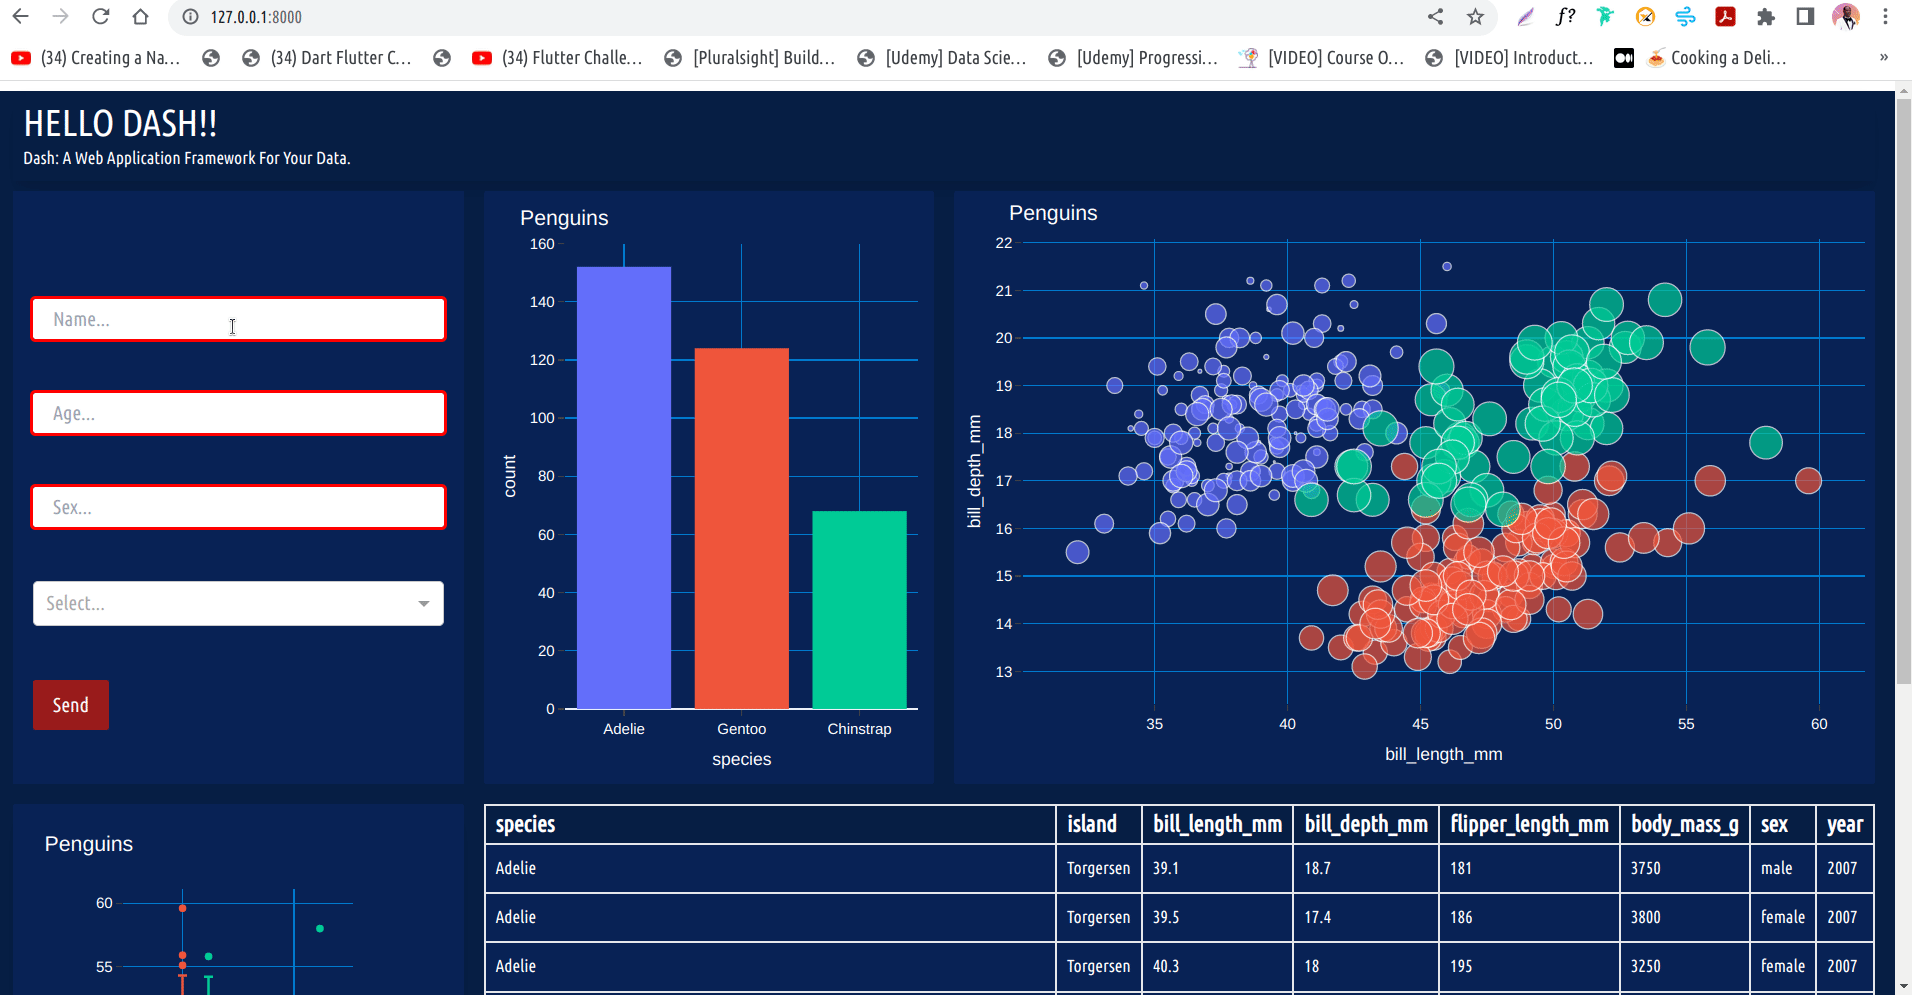 127.0.0.1:8000
f?
(34) Creating a Na...
(34) Dart Flutter C...
(34) Flutter Challe...
[Pluralsight] Build...
[Udemy] Data Scie...
[Udemy] Progressi...
[VIDEO] Course O...
[VIDEO] Introduct...
Cooking a Deli...
»
HELLO DASH!!
Dash: A Web Application Framework For Your Data.
Name...
Age...
Sex...
Select...
Send
Penguins
160
140
120
100
80
60
40
20
0
count
Adelie Gentoo Chinstrap
species
Penguins
22
21
20
19
18
17
16
15
14
13
bill_depth_mm
35 40 45 50 55 60
bill_length_mm
Penguins
60
55
species island bill_length_mm bill_depth_mm flipper_length_mm body_mass_g sex year
Adelie Torgersen 39.1 18.7 181 3750 male 2007
Adelie Torgersen 39.5 17.4 186 3800 female 2007
Adelie Torgersen 40.3 18 195 3250 female 2007